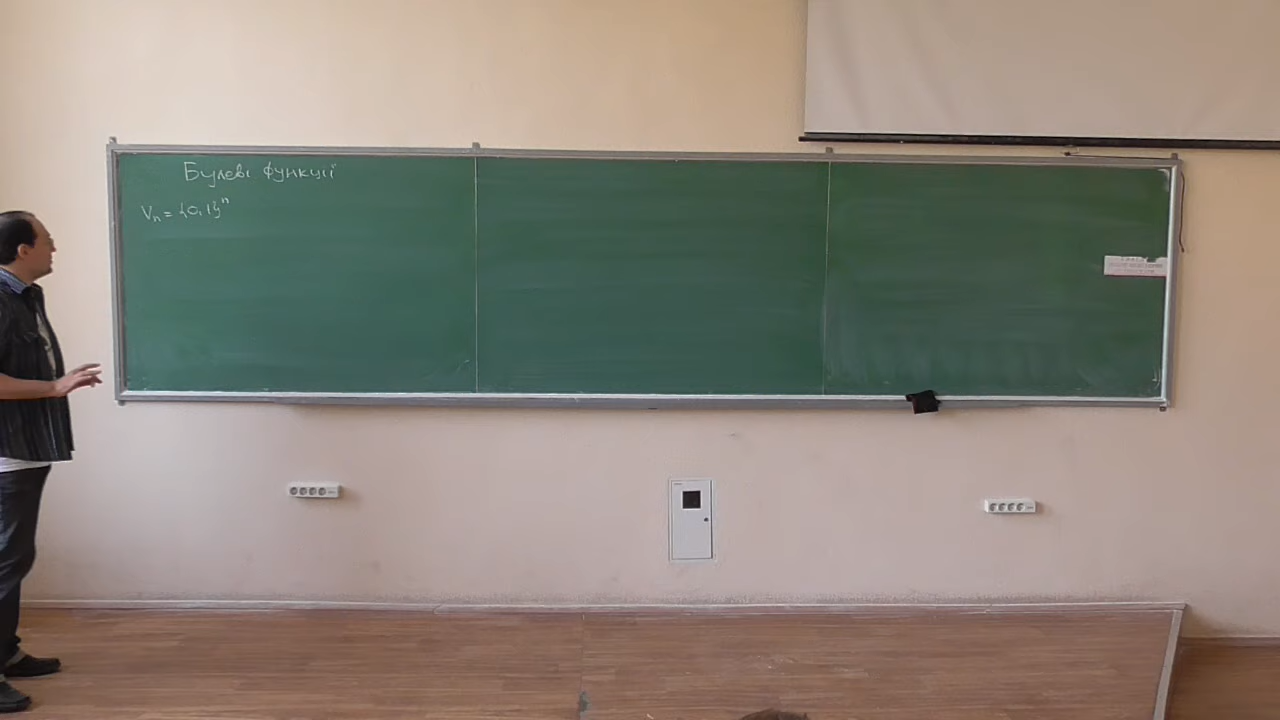 Булеві функції
Vₙ = {0,1}ⁿ